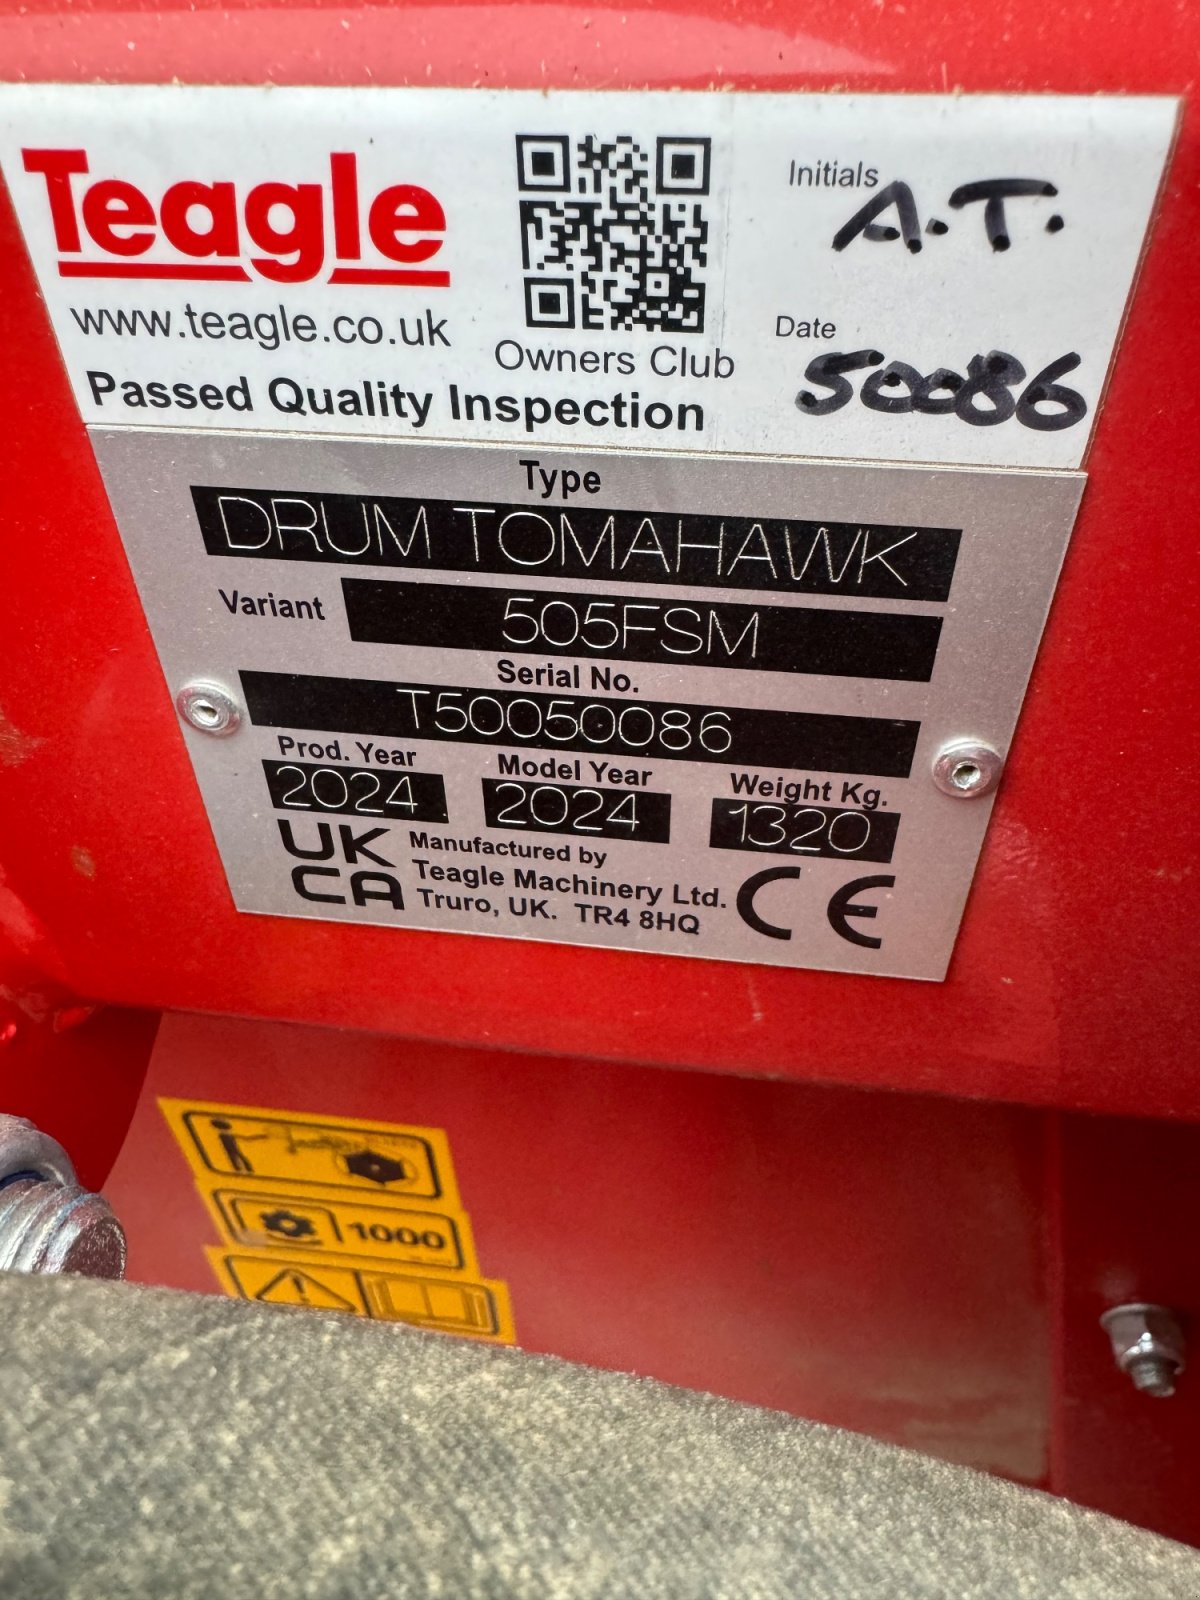 Teagle
www.teagle.co.uk
Passed Quality Inspection
Owners Club
Initials
A.T.
Date
50086
Type
DRUM TOMAHAWK
Variant 505FSM
Serial No.
T50050086
Prod. Year Model Year Weight Kg.
2024 2024 1320
UK
CA
Manufactured by
Teagle Machinery Ltd.
Truro, UK. TR4 8HQ
CE
1000